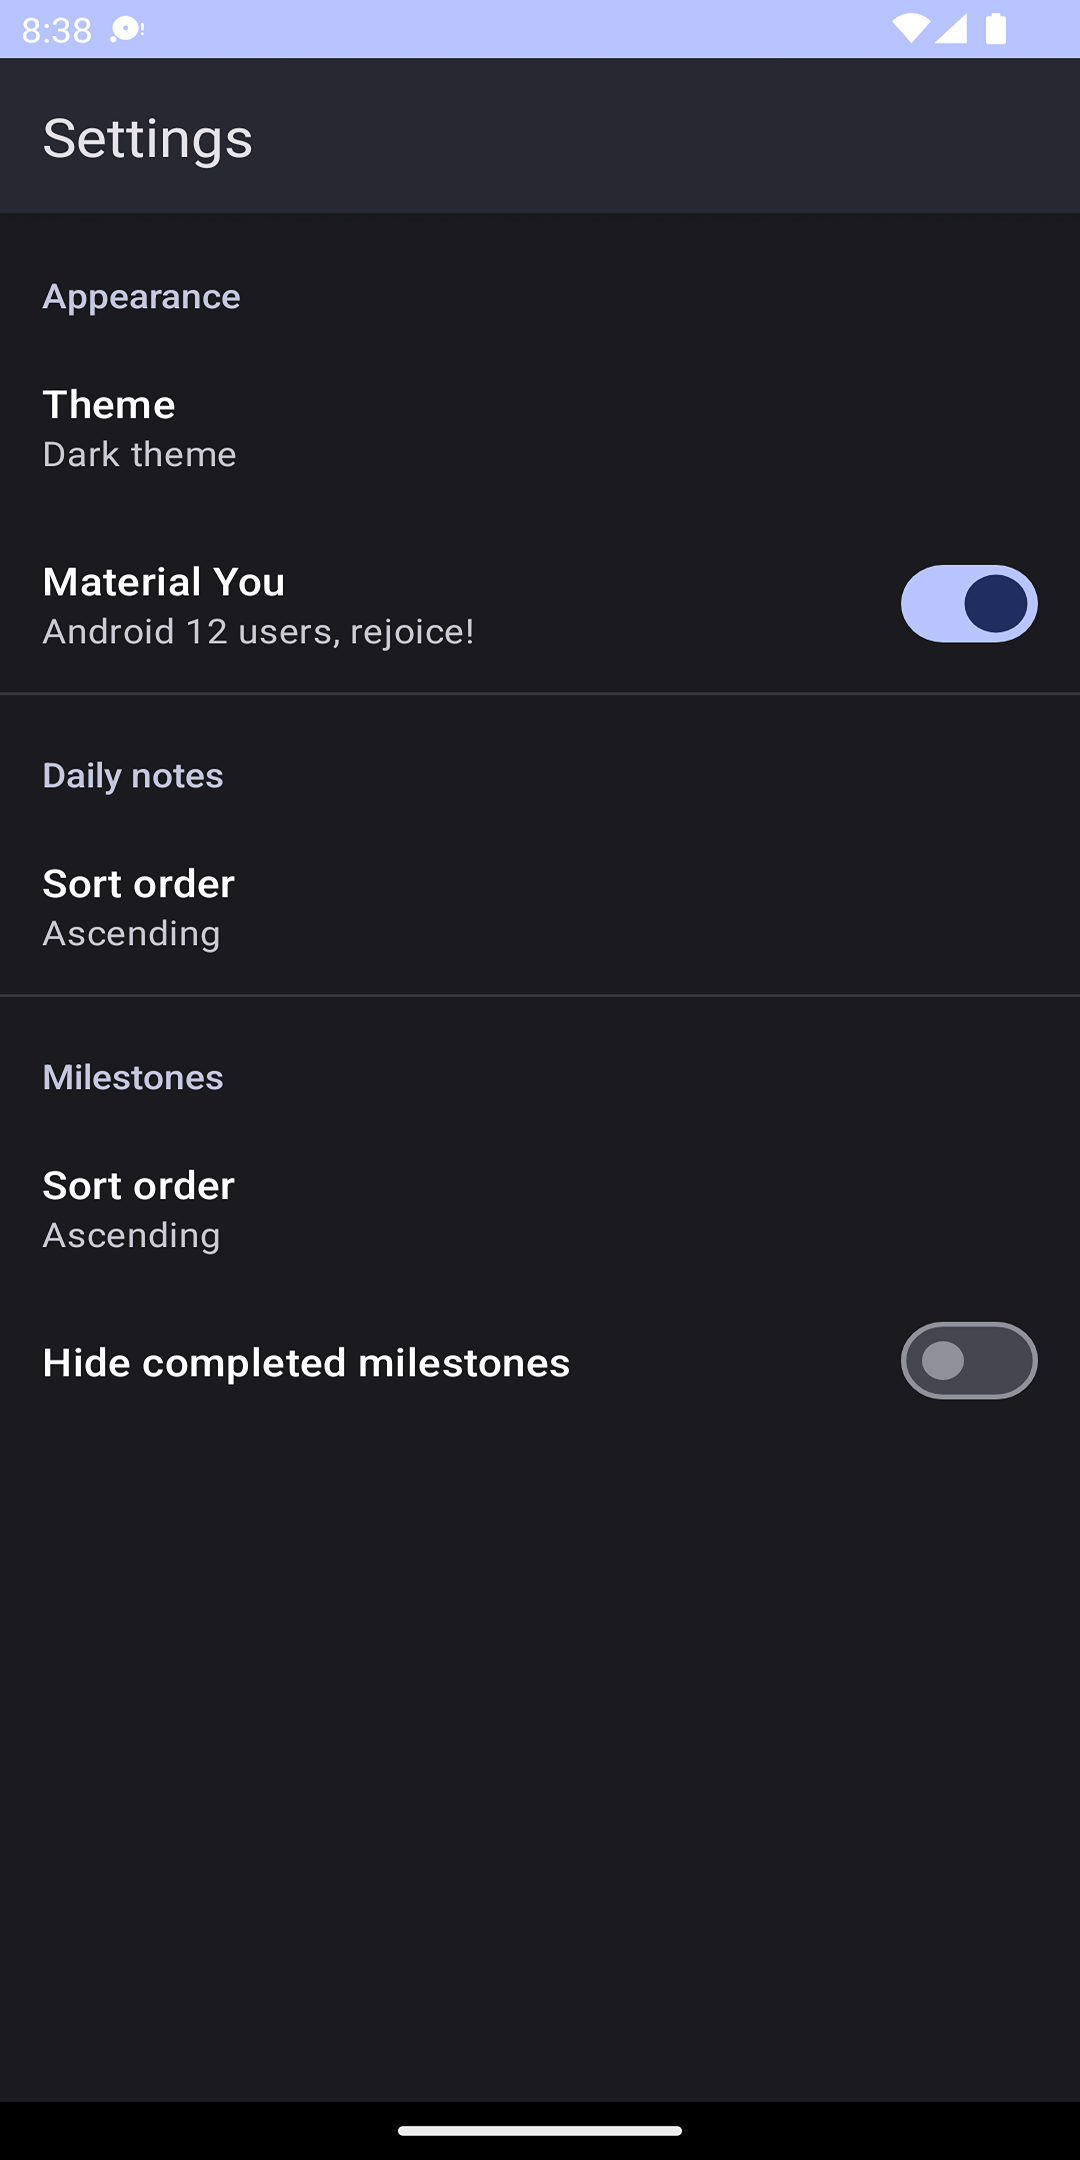 8:38
Settings
Appearance
Theme
Dark theme
Material You
Android 12 users, rejoice!
Daily notes
Sort order
Ascending
Milestones
Sort order
Ascending
Hide completed milestones